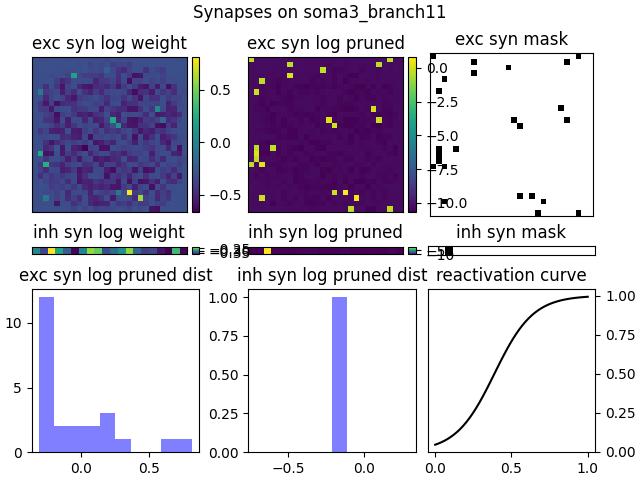 Synapses on soma3_branch11
exc syn log weight
exc syn log pruned
exc syn mask
0.5
0.0
−0.5
0.0
−2.5
−5.0
−7.5
−10.0
inh syn log weight
inh syn log pruned
inh syn mask
exc syn log pruned dist
inh syn log pruned dist
reactivation curve
10
5
0
0.0
0.5
1.00
0.75
0.50
0.25
0.00
−0.5
0.0
1.00
0.75
0.50
0.25
0.00
0.0
0.5
1.0